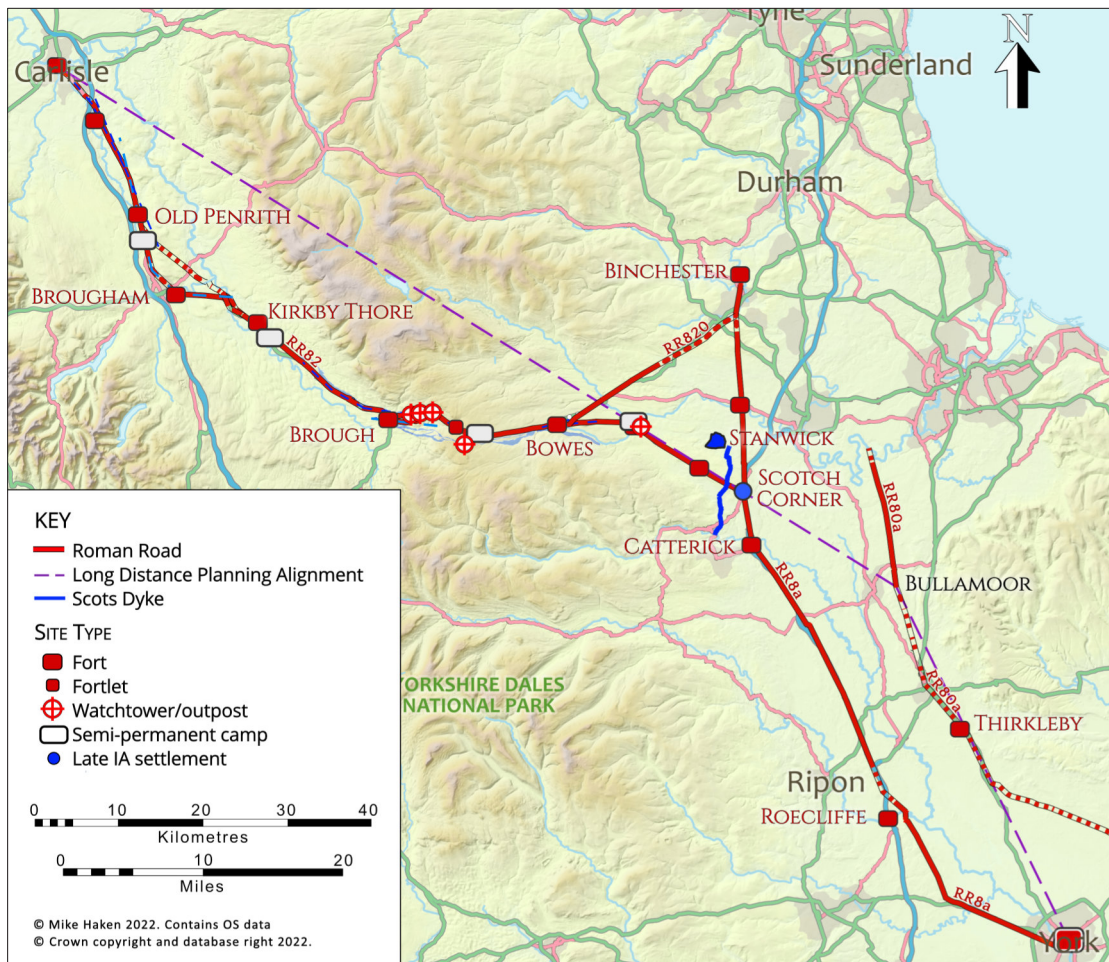 Tyne
N
Carlisle
Sunderland
Durham
OLD PENRITH
BINCHESTER
BROUGHAM
KIRKBY THORE
RR82
RR820
BROUGH
BOWES
STANWICK
SCOTCH
CORNER
CATTERICK
RR80a
BULLAMOOR
RR8a
RR80a
YORKSHIRE DALES
NATIONAL PARK
THIRKLEBY
Ripon
ROECLIFFE
RR8a
York
KEY
Roman Road
Long Distance Planning Alignment
Scots Dyke
SITE TYPE
Fort
Fortlet
Watchtower/outpost
Semi-permanent camp
Late IA settlement
0 10 20 30 40
Kilometres
0 10 20
Miles
© Mike Haken 2022. Contains OS data
© Crown copyright and database right 2022.